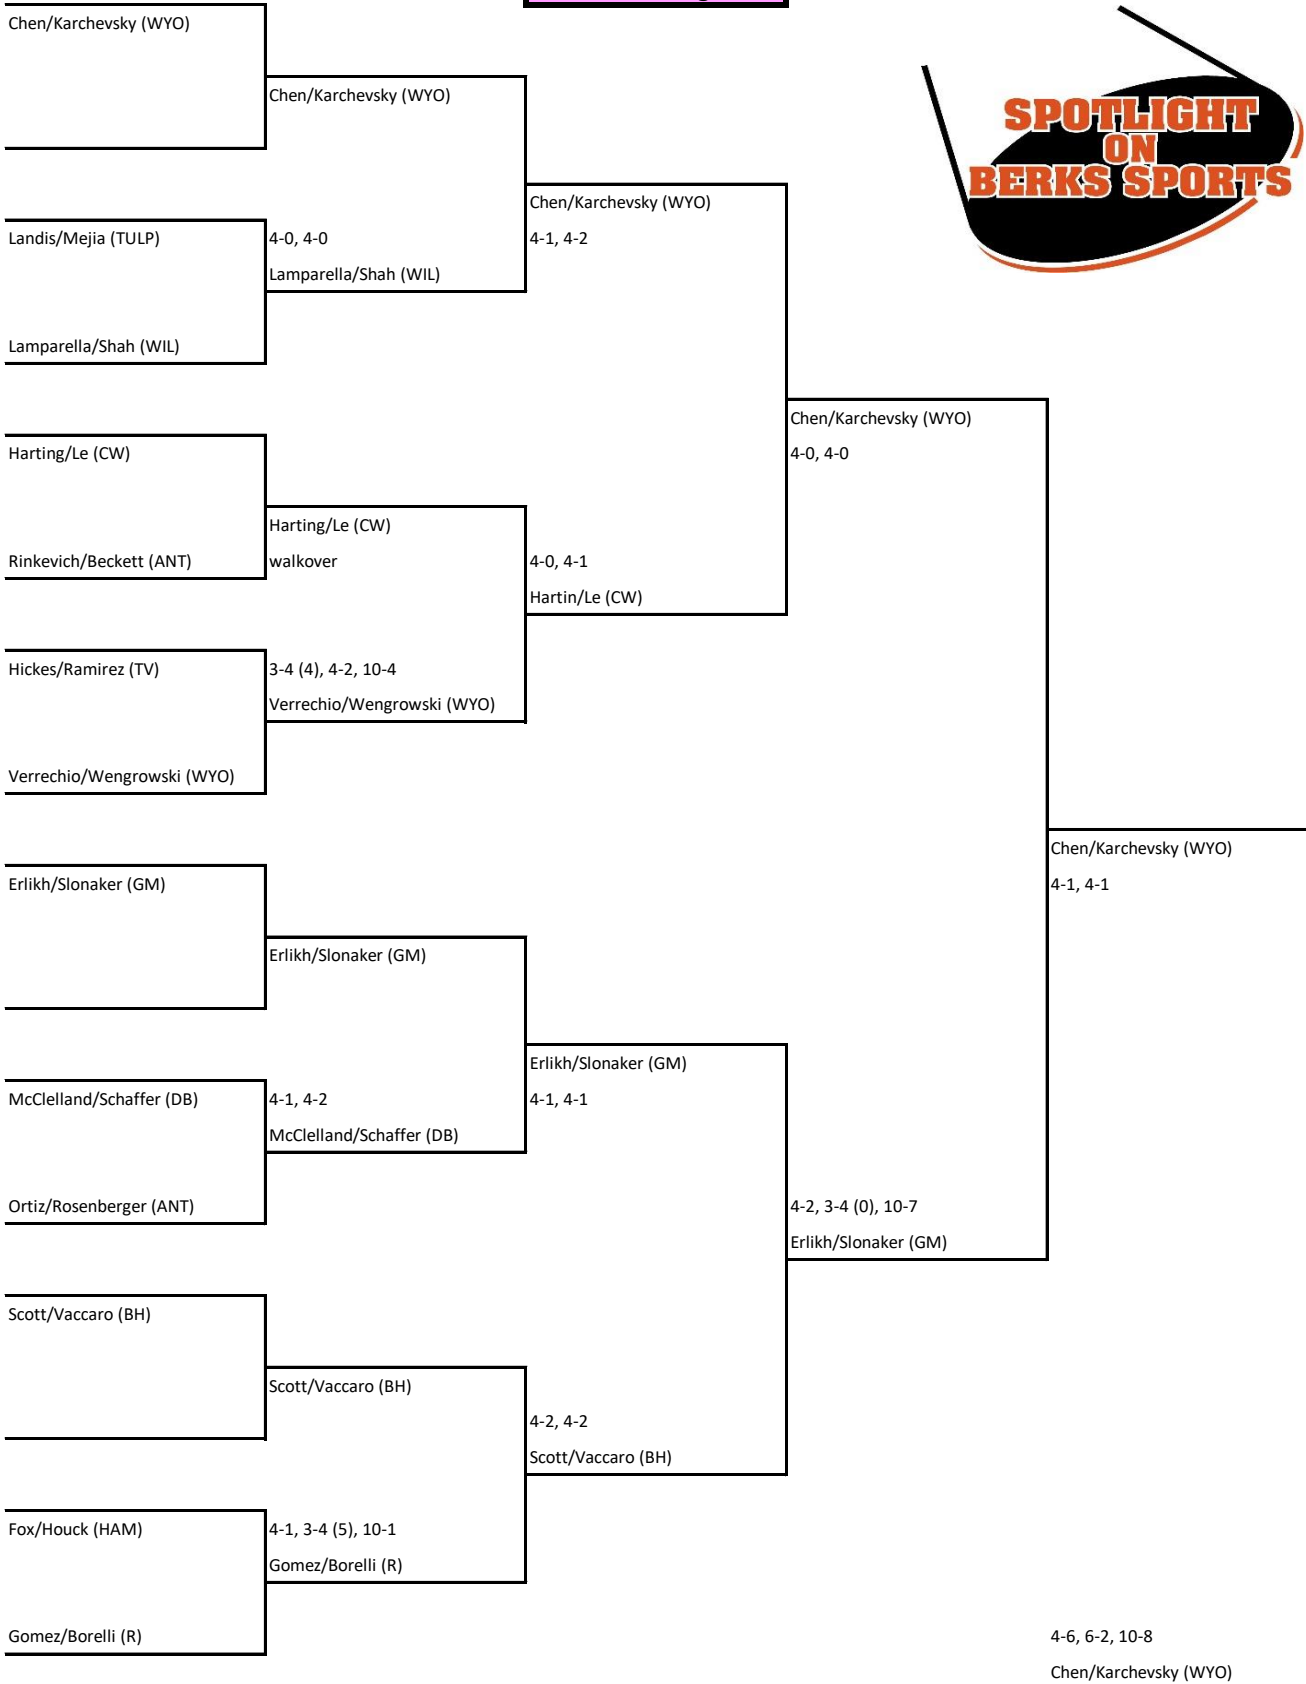 Chen/Karchevsky (WYO)
SPOTLIGHT
ON
BERKS SPORTS
Chen/Karchevsky (WYO)
Chen/Karchevsky (WYO)
Landis/Mejia (TULP)
4-0, 4-0
4-1, 4-2
Lamparella/Shah (WIL)
Lamparella/Shah (WIL)
Chen/Karchevsky (WYO)
Harting/Le (CW)
4-0, 4-0
Harting/Le (CW)
Rinkevich/Beckett (ANT)
walkover
4-0, 4-1
Hartin/Le (CW)
Hickes/Ramirez (TV)
3-4 (4), 4-2, 10-4
Verrechio/Wengrowski (WYO)
Verrechio/Wengrowski (WYO)
Chen/Karchevsky (WYO)
Erlikh/Slonaker (GM)
4-1, 4-1
Erlikh/Slonaker (GM)
Erlikh/Slonaker (GM)
McClelland/Schaffer (DB)
4-1, 4-2
4-1, 4-1
McClelland/Schaffer (DB)
Ortiz/Rosenberger (ANT)
4-2, 3-4 (0), 10-7
Erlikh/Slonaker (GM)
Scott/Vaccaro (BH)
Scott/Vaccaro (BH)
4-2, 4-2
Scott/Vaccaro (BH)
Fox/Houck (HAM)
4-1, 3-4 (5), 10-1
Gomez/Borelli (R)
Gomez/Borelli (R)
4-6, 6-2, 10-8
Chen/Karchevsky (WYO)